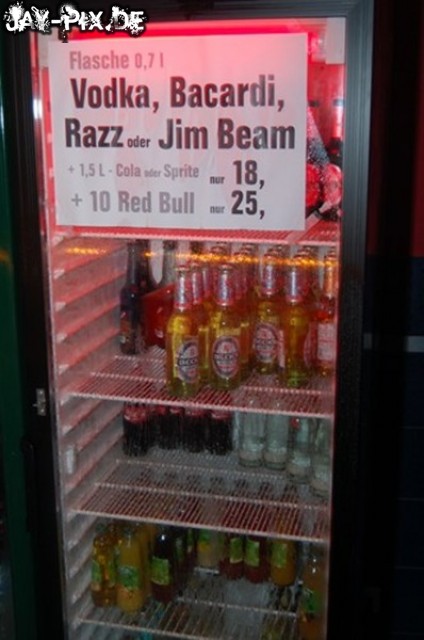 JAY-PIX.DE
Flasche 0,7 l
Vodka, Bacardi,
Razz oder Jim Beam
+ 1,5 L - Cola oder Sprite nur 18,
+ 10 Red Bull nur 25,